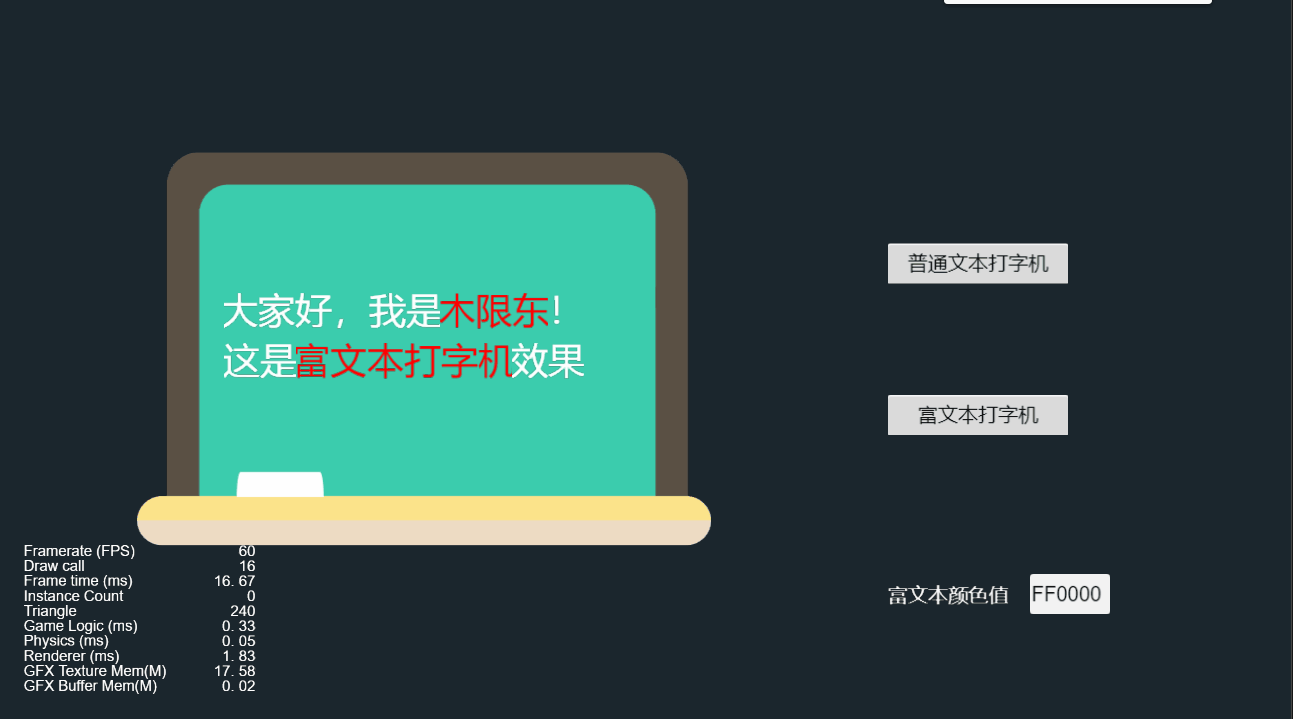 大家好，我是木限东!
这是富文本打字机效果
普通文本打字机
富文本打字机
富文本颜色值 FF0000
Framerate (FPS) 60
Draw call 16
Frame time (ms) 16. 67
Instance Count 0
Triangle 240
Game Logic (ms) 0. 33
Physics (ms) 0. 05
Renderer (ms) 1. 83
GFX Texture Mem(M) 17. 58
GFX Buffer Mem(M) 0. 02